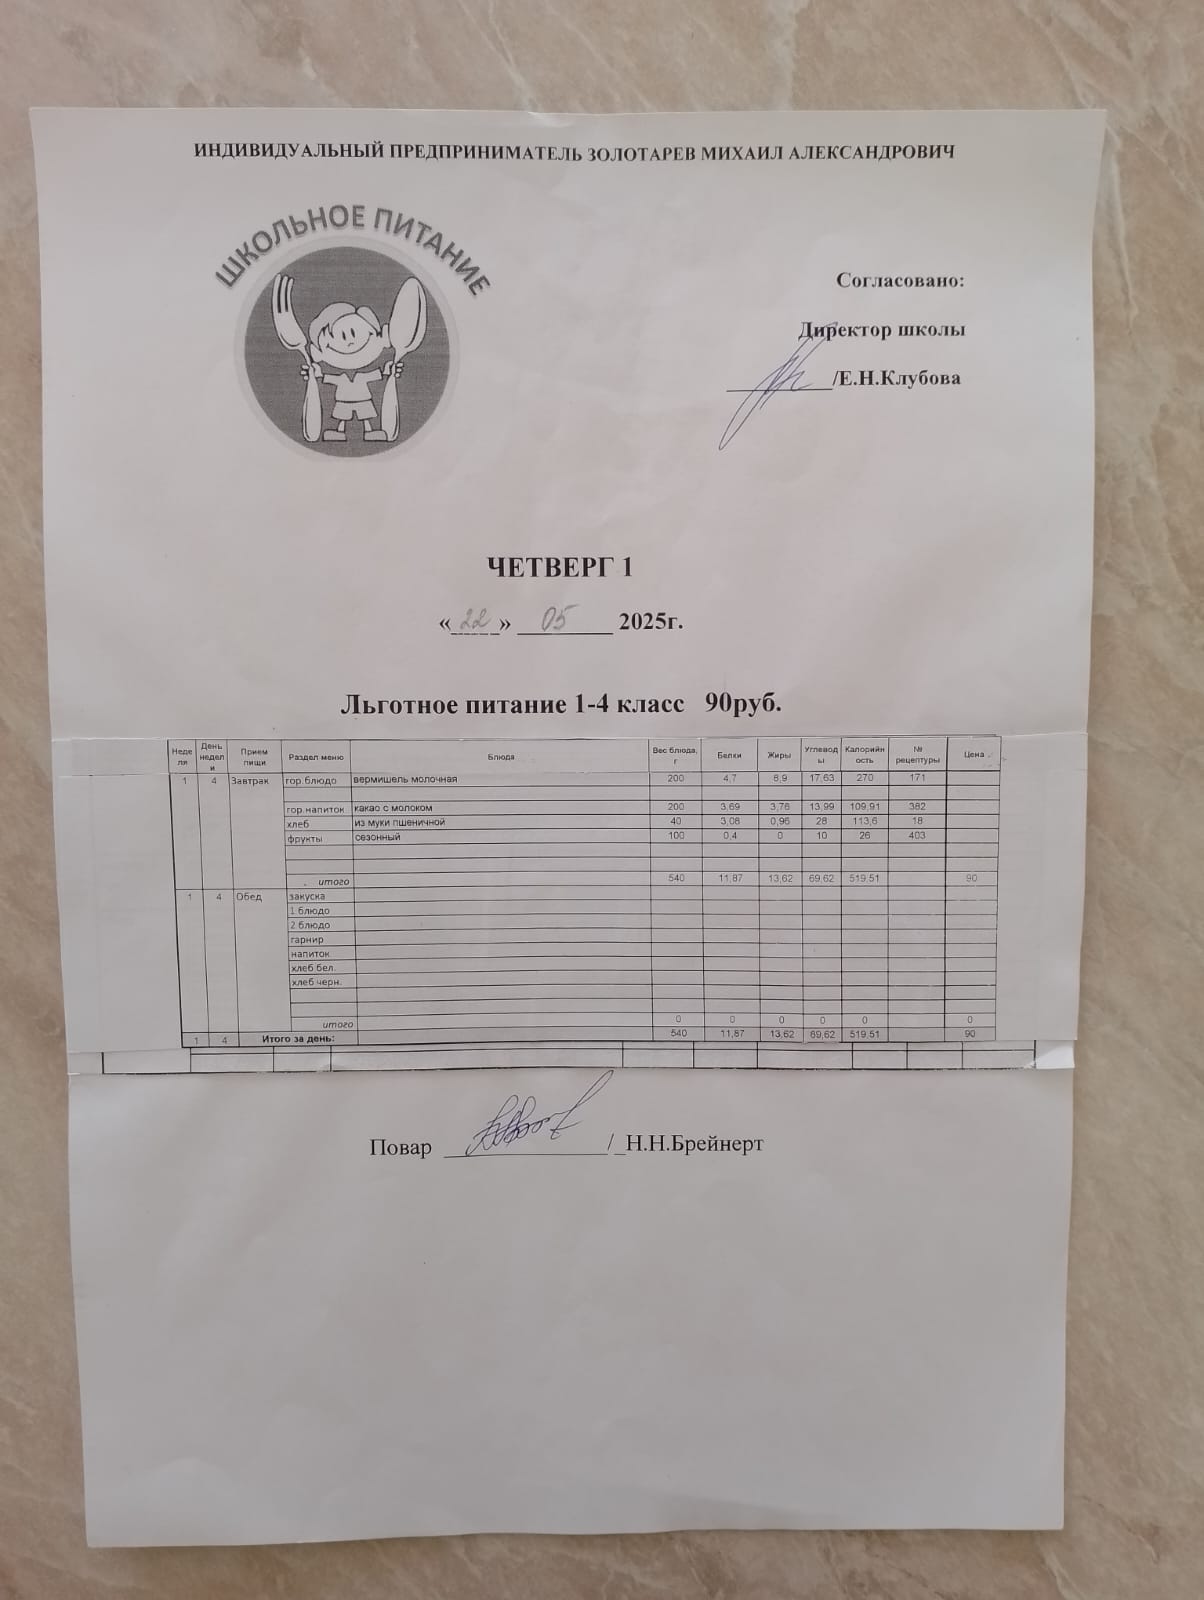 ИНДИВИДУАЛЬНЫЙ ПРЕДПРИНИМАТЕЛЬ ЗОЛОТАРЕВ МИХАИЛ АЛЕКСАНДРОВИЧ
ШКОЛЬНОЕ ПИТАНИЕ
Согласовано:
Директор школы
/Е.Н.Клубова
ЧЕТВЕРГ 1
«22» 05 2025г.
Льготное питание 1-4 класс 90руб.
Неделя День недели Прием пищи Раздел меню Блюда Вес блюда, г Белки Жиры Углеводы Калорийность № рецептуры Цена
1 4 Завтрак гор.блюдо вермишель молочная 200 4,7 8,9 17,63 270 171
гор.напиток какао с молоком 200 3,69 3,76 13,99 109,91 382
хлеб из муки пшеничной 40 3,08 0,96 28 113,6 18
фрукты сезонный 100 0,4 0 10 26 403
итого 540 11,87 13,62 69,62 519,51 90
1 4 Обед закуска
1 блюдо
2 блюдо
гарнир
напиток
хлеб бел.
хлеб черн.
итого 0 0 0 0 0 0
1 4 Итого за день: 540 11,87 13,62 69,62 519,51 90
Повар / Н.Н.Брейнерт